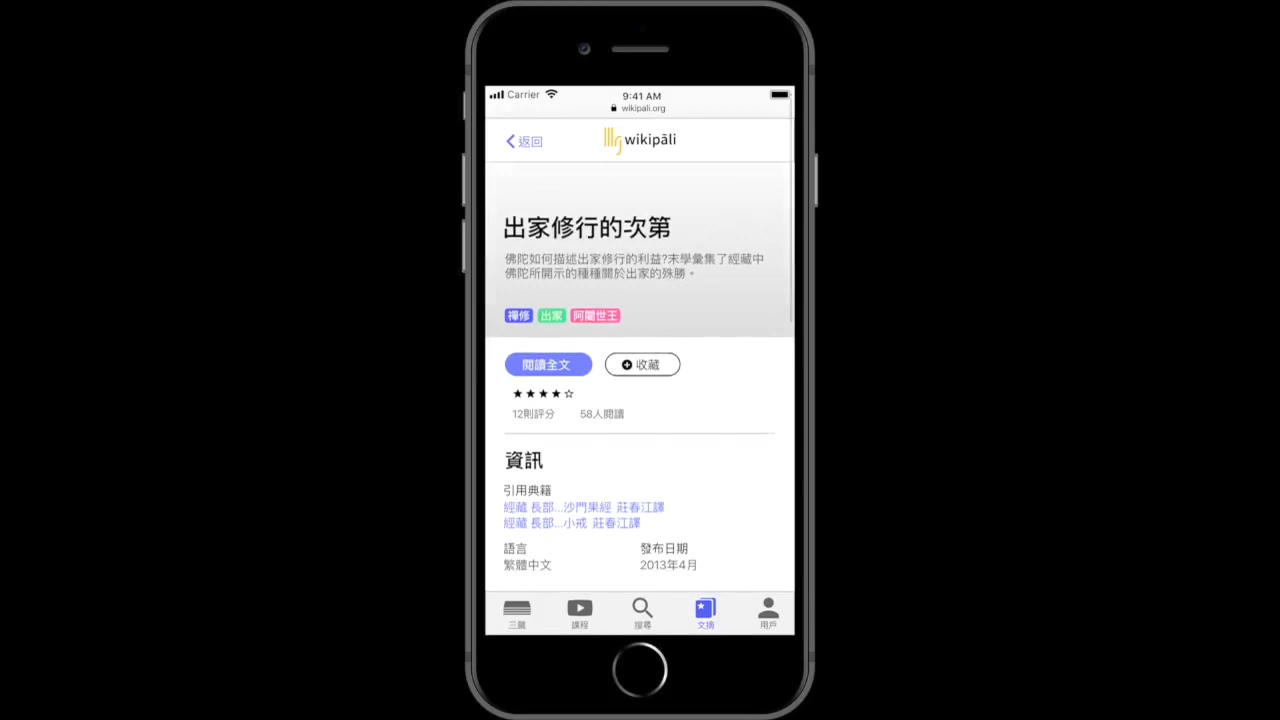 Carrier
9:41 AM
wikipali.org
返回
wikipāli
出家修行的次第
佛陀如何描述出家修行的利益?末學彙集了經藏中
佛陀所開示的種種關於出家的殊勝。
禪修 出家 阿闍世王
閱讀全文 收藏
12則評分 58人閱讀
資訊
引用典籍
經藏 長部...沙門果經 莊春江譯
經藏 長部...小戒 莊春江譯
語言 發布日期
繁體中文 2013年4月
三藏 課程 搜尋 文摘 用戶